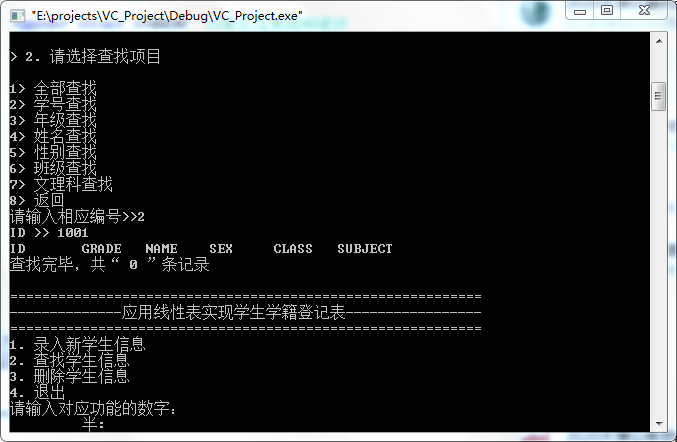 "E:\projects\VC_Project\Debug\VC_Project.exe"
> 2. 请选择查找项目
1> 全部查找
2> 学号查找
3> 年级查找
4> 姓名查找
5> 性别查找
6> 班级查找
7> 文理科查找
8> 返回
请输入相应编号>>2
ID >> 1001
ID GRADE NAME SEX CLASS SUBJECT
查找完毕，共“ 0 ”条记录
===========================================================
--------------应用线性表实现学生学籍登记表-----------------
===========================================================
1. 录入新学生信息
2. 查找学生信息
3. 删除学生信息
4. 退出
请输入对应功能的数字：
半：